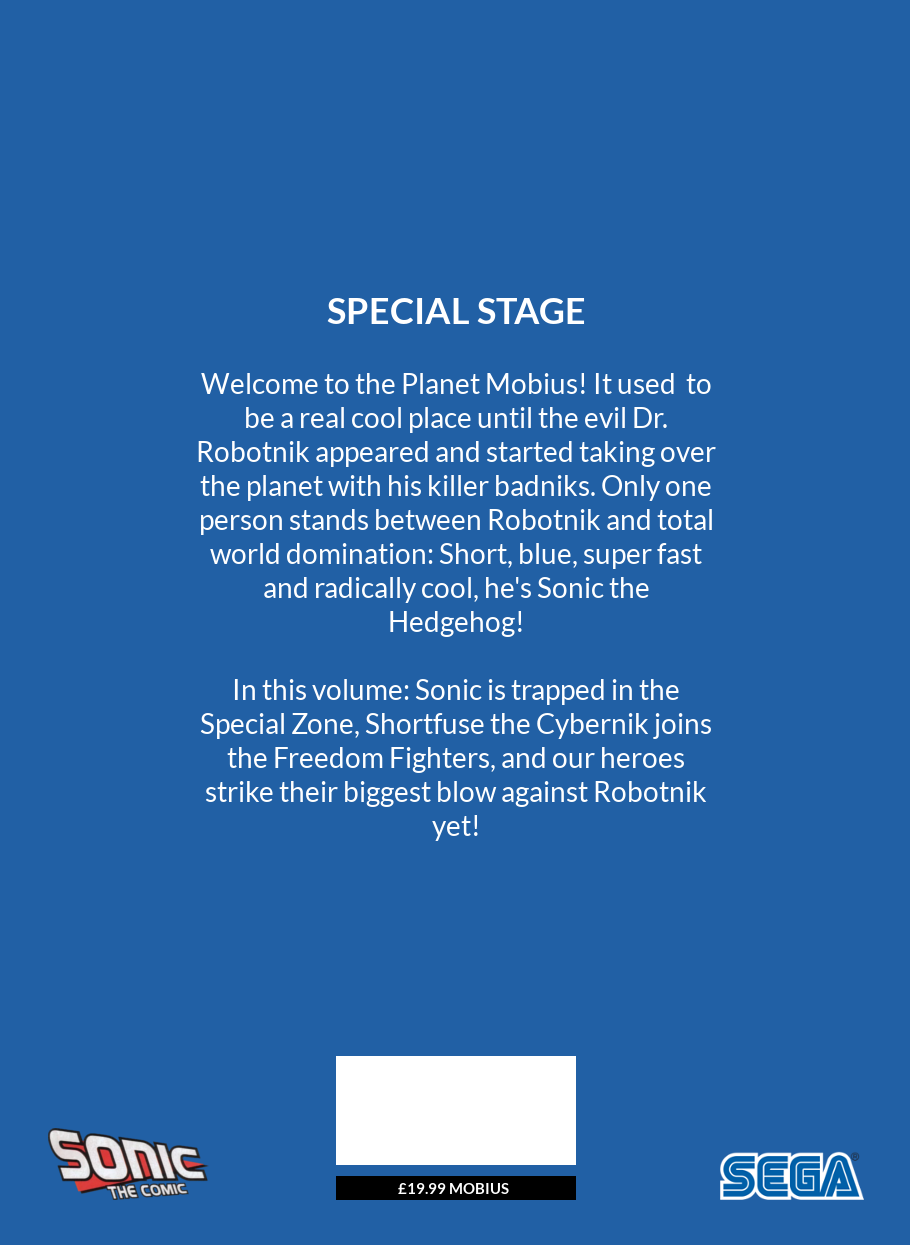 SPECIAL STAGE
Welcome to the Planet Mobius! It used  to
be a real cool place until the evil Dr.
Robotnik appeared and started taking over
the planet with his killer badniks. Only one
person stands between Robotnik and total
world domination: Short, blue, super fast
and radically cool, he's Sonic the
Hedgehog!
In this volume: Sonic is trapped in the
Special Zone, Shortfuse the Cybernik joins
the Freedom Fighters, and our heroes
strike their biggest blow against Robotnik
yet!
SONIC
THE COMIC
£19.99 MOBIUS
SEGA®